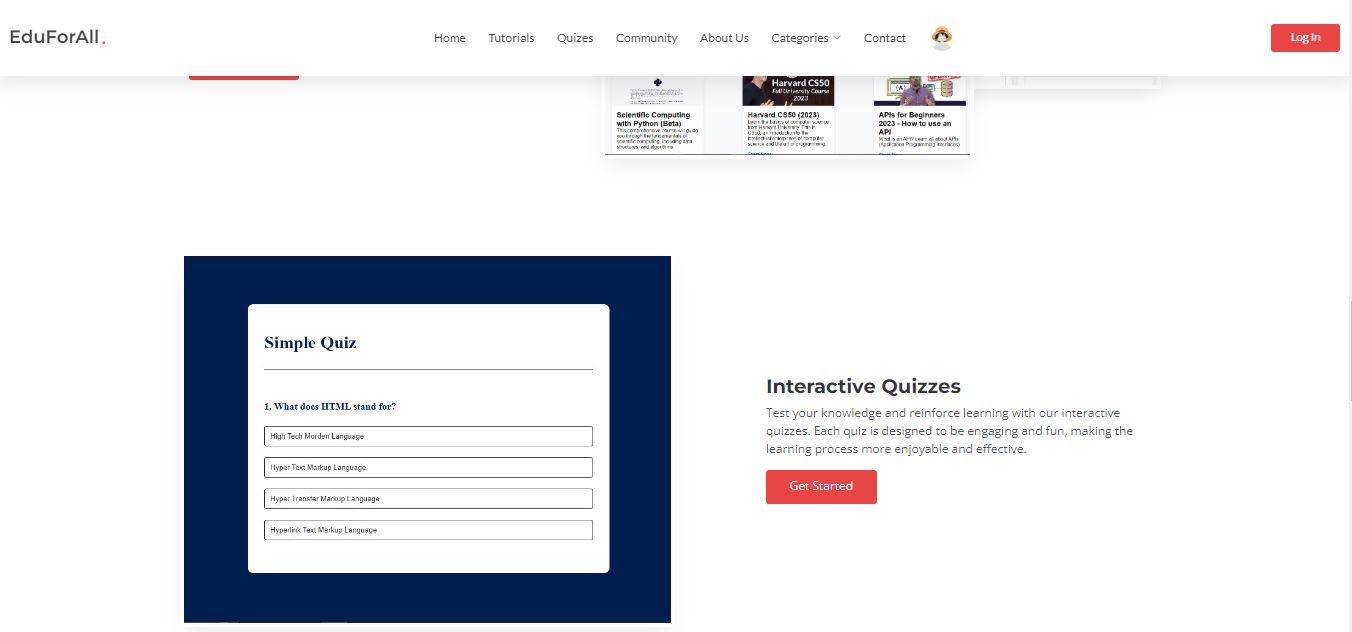 EduForAll.
Home
Tutorials
Quizes
Community
About Us
Categories
Contact
Log In
Harvard CS50
Full University Course
2023
Scientific Computing
with Python (Beta)
This comprehensive course will guide
you through the fundamentals of
scientific computing, including data
structures, and algorithms.
Harvard CS50 (2023)
Learn the basics of computer science
from Harvard University. This is
CS50, an introduction to the
intellectual enterprises of computer
science and the art of programming.
APIs for Beginners
2023 - How to use an
API
What is an API? Learn all about APIs
(Application Programming Interfaces)
Simple Quiz
1. What does HTML stand for?
High Tech Morden Language
Hyper Text Markup Language
Hyper Transfer Markup Language
Hyperlink Text Markup Language
Interactive Quizzes
Test your knowledge and reinforce learning with our interactive
quizzes. Each quiz is designed to be engaging and fun, making the
learning process more enjoyable and effective.
Get Started